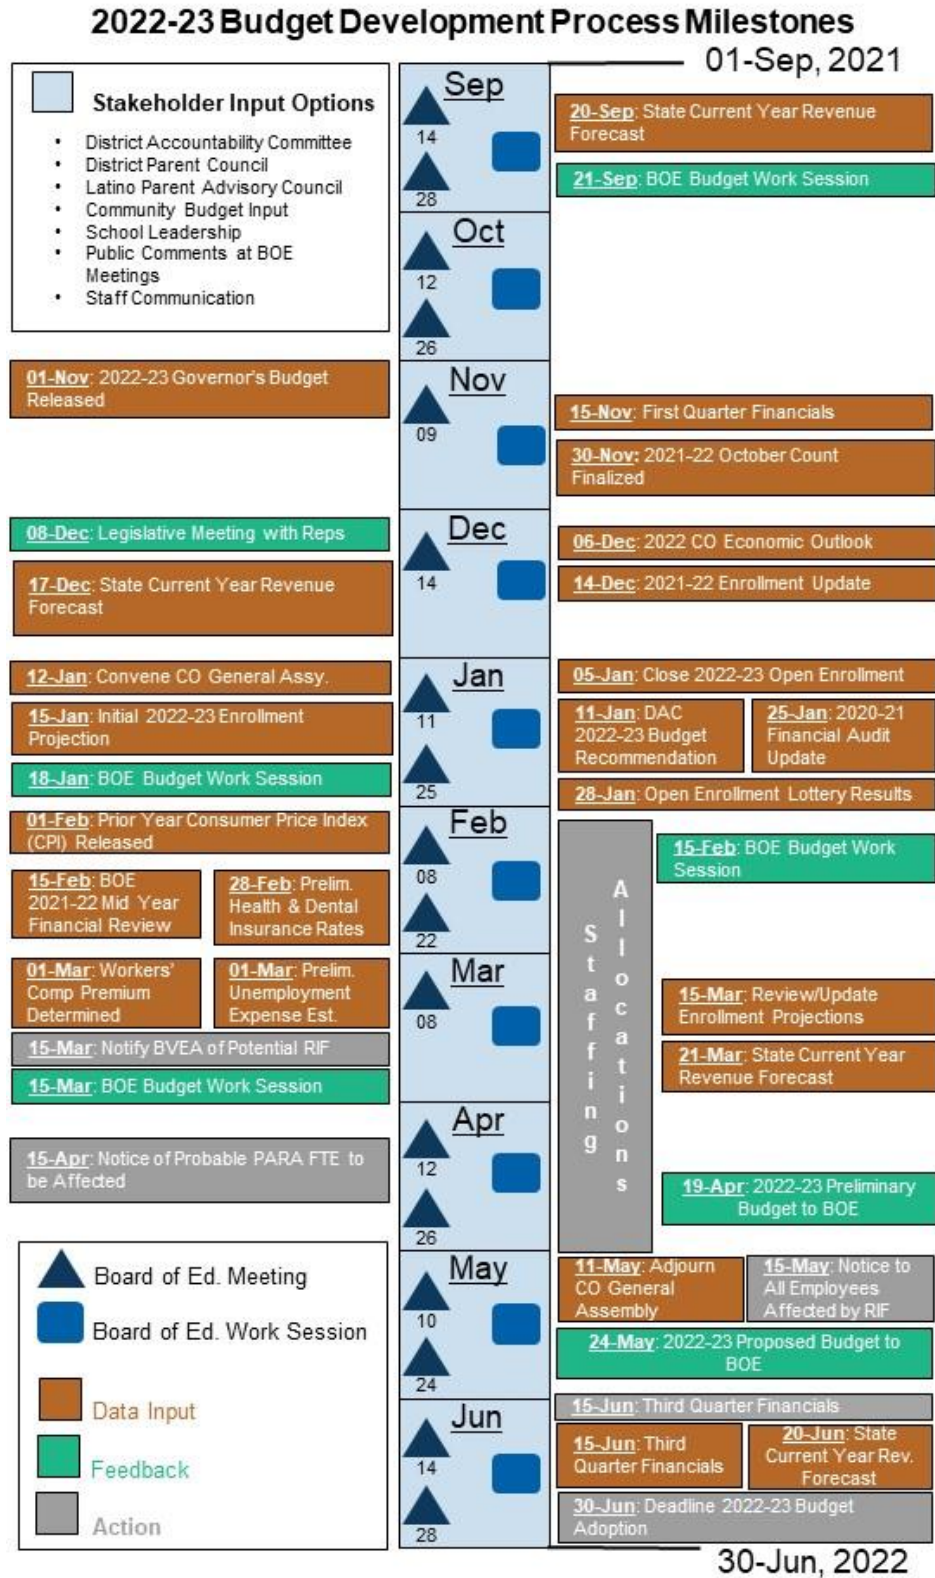 2022-23 Budget Development Process Milestones
01-Sep, 2021
Stakeholder Input Options
• District Accountability Committee
• District Parent Council
• Latino Parent Advisory Council
• Community Budget Input
• School Leadership
• Public Comments at BOE
Meetings
• Staff Communication
Sep
14
28
20-Sep: State Current Year Revenue
Forecast
21-Sep: BOE Budget Work Session
Oct
12
26
01-Nov: 2022-23 Governor's Budget
Released
Nov
09
15-Nov: First Quarter Financials
30-Nov: 2021-22 October Count
Finalized
08-Dec: Legislative Meeting with Reps
17-Dec: State Current Year Revenue
Forecast
Dec
14
06-Dec: 2022 CO Economic Outlook
14-Dec: 2021-22 Enrollment Update
12-Jan: Convene CO General Assy.
15-Jan: Initial 2022-23 Enrollment
Projection
18-Jan: BOE Budget Work Session
Jan
11
25
05-Jan: Close 2022-23 Open Enrollment
11-Jan: DAC
2022-23 Budget
Recommendation
25-Jan: 2020-21
Financial Audit
Update
28-Jan: Open Enrollment Lottery Results
01-Feb: Prior Year Consumer Price Index
(CPI) Released
15-Feb: BOE
2021-22 Mid Year
Financial Review
28-Feb: Prelim.
Health & Dental
Insurance Rates
Feb
08
22
Staffing
Allocations
15-Feb: BOE Budget Work
Session
01-Mar: Workers'
Comp Premium
Determined
01-Mar: Prelim.
Unemployment
Expense Est.
15-Mar: Notify BVEA of Potential RIF
15-Mar: BOE Budget Work Session
Mar
08
15-Mar: Review/Update
Enrollment Projections
21-Mar: State Current Year
Revenue Forecast
15-Apr: Notice of Probable PARA FTE to
be Affected
Apr
12
26
19-Apr: 2022-23 Preliminary
Budget to BOE
May
10
24
11-May: Adjourn
CO General
Assembly
15-May: Notice to
All Employees
Affected by RIF
24-May: 2022-23 Proposed Budget to
BOE
Jun
14
28
15-Jun: Third Quarter Financials
15-Jun: Third
Quarter Financials
20-Jun: State
Current Year Rev.
Forecast
30-Jun: Deadline 2022-23 Budget
Adoption
Board of Ed. Meeting
Board of Ed. Work Session
Data Input
Feedback
Action
30-Jun, 2022